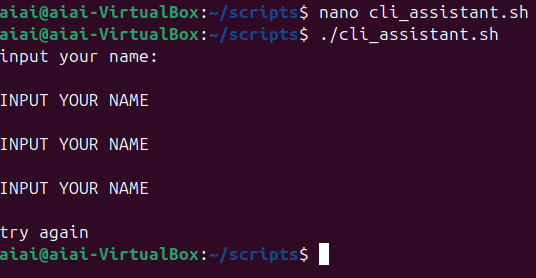 aiai@aiai-VirtualBox:~/scripts$ nano cli_assistant.sh
aiai@aiai-VirtualBox:~/scripts$ ./cli_assistant.sh
input your name:
INPUT YOUR NAME
INPUT YOUR NAME
INPUT YOUR NAME
try again
aiai@aiai-VirtualBox:~/scripts$